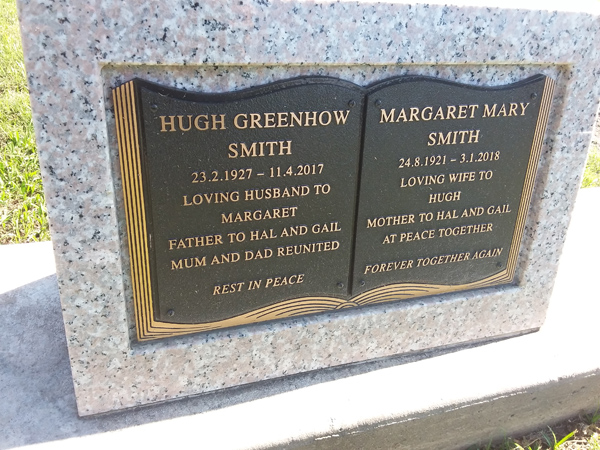 HUGH GREENHOW
SMITH
23.2.1927 – 11.4.2017
LOVING HUSBAND TO
MARGARET
FATHER TO HAL AND GAIL
MUM AND DAD REUNITED
REST IN PEACE
MARGARET MARY
SMITH
24.8.1921 – 3.1.2018
LOVING WIFE TO
HUGH
MOTHER TO HAL AND GAIL
AT PEACE TOGETHER
FOREVER TOGETHER AGAIN